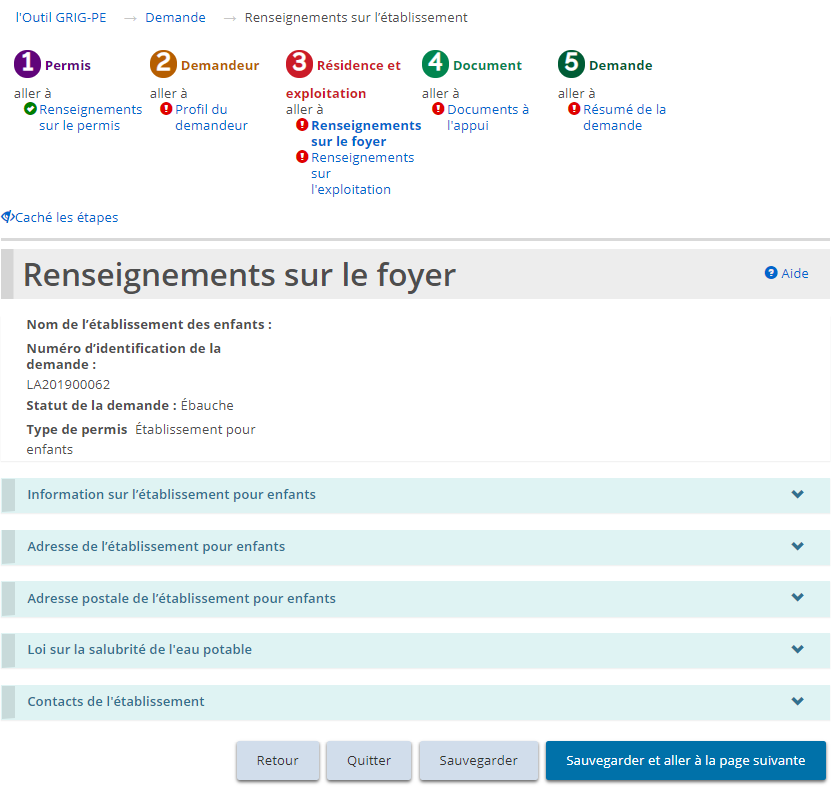 l'Outil GRIG-PE → Demande → Renseignements sur l’établissement
1 Permis
aller à
Renseignements
sur le permis
2 Demandeur
aller à
Profil du
demandeur
3 Résidence et
exploitation
aller à
Renseignements
sur le foyer
Renseignements
sur
l'exploitation
4 Document
aller à
Documents à
l'appui
5 Demande
aller à
Résumé de la
demande
Caché les étapes
Renseignements sur le foyer
Aide
Nom de l’établissement des enfants :
Numéro d’identification de la
demande :
LA201900062
Statut de la demande : Ébauche
Type de permis Établissement pour
enfants
Information sur l’établissement pour enfants
Adresse de l’établissement pour enfants
Adresse postale de l’établissement pour enfants
Loi sur la salubrité de l'eau potable
Contacts de l'établissement
Retour Quitter Sauvegarder Sauvegarder et aller à la page suivante